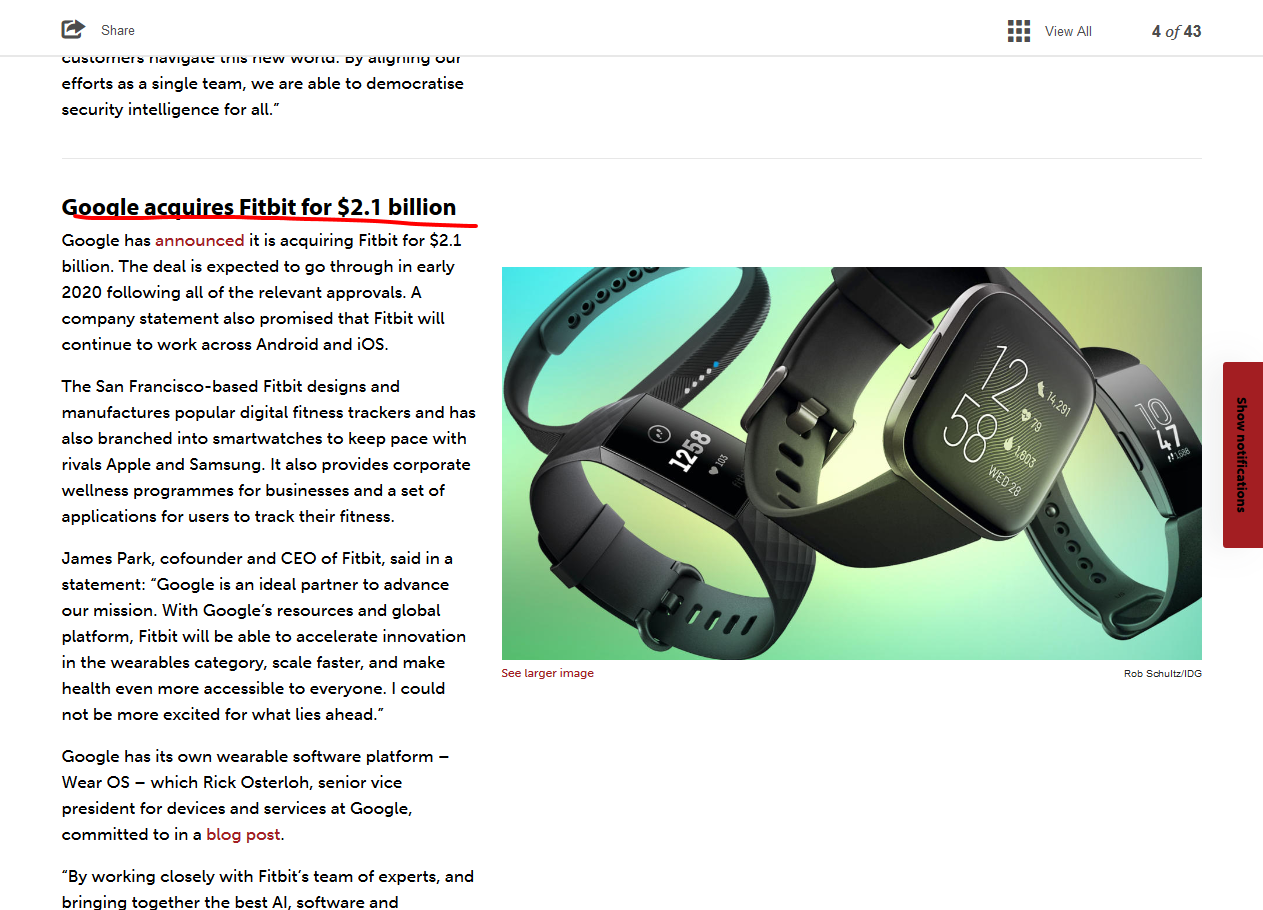 Share
View All
4 of 43
customers navigate this new world. By aligning our
efforts as a single team, we are able to democratise
security intelligence for all.”
Google acquires Fitbit for $2.1 billion
Google has announced it is acquiring Fitbit for $2.1
billion. The deal is expected to go through in early
2020 following all of the relevant approvals. A
company statement also promised that Fitbit will
continue to work across Android and iOS.
The San Francisco-based Fitbit designs and
manufactures popular digital fitness trackers and has
also branched into smartwatches to keep pace with
rivals Apple and Samsung. It also provides corporate
wellness programmes for businesses and a set of
applications for users to track their fitness.
James Park, cofounder and CEO of Fitbit, said in a
statement: “Google is an ideal partner to advance
our mission. With Google’s resources and global
platform, Fitbit will be able to accelerate innovation
in the wearables category, scale faster, and make
health even more accessible to everyone. I could
not be more excited for what lies ahead.”
Google has its own wearable software platform –
Wear OS – which Rick Osterloh, senior vice
president for devices and services at Google,
committed to in a blog post.
“By working closely with Fitbit’s team of experts, and
bringing together the best AI, software and
1258
103
12
58
14,291
79
1,603
WED 28
10
47
See larger image
Rob Schultz/IDG
Show notifications